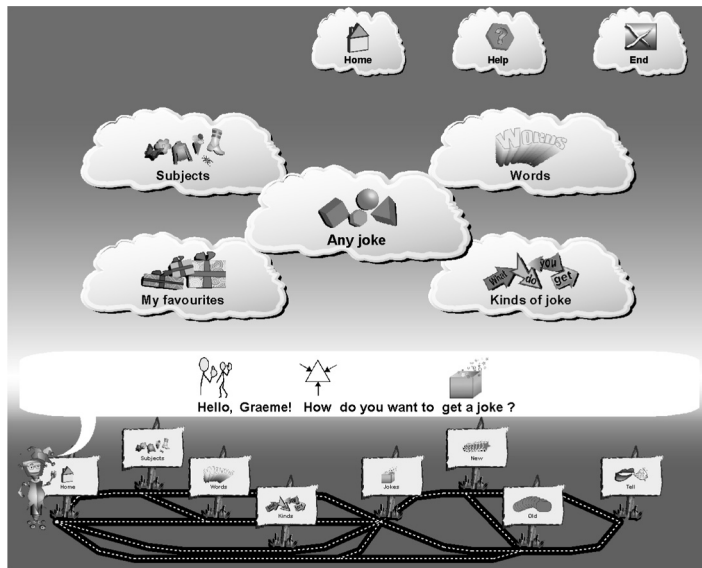 Home Help End
Subjects
WORDS
Words
Any joke
My favourites
What do you get
Kinds of joke
Hello, Graeme! How do you want to get a joke ?
Home
Subjects
Words
Kinds
Jokes
New
Old
Tell